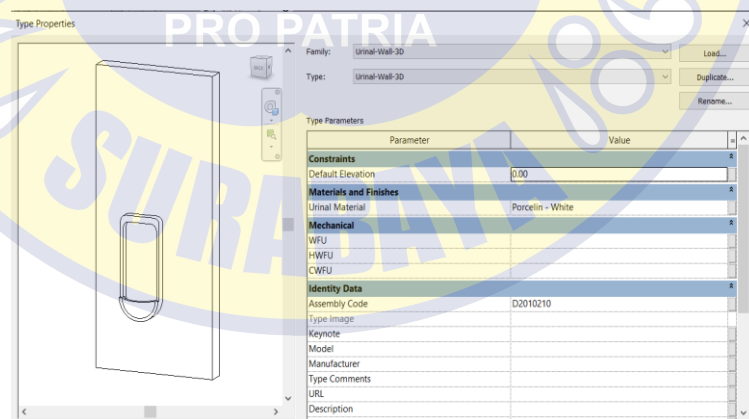 PRO PATRIA
SURABAYA
Type Properties
Family: Urinal-Wall-3D Load...
Type: Urinal-Wall-3D Duplicate...
Rename...
Type Parameters
Parameter Value =
Constraints
Default Elevation 0.00
Materials and Finishes
Urinal Material Porcelin - White
Mechanical
WFU
HWFU
CWFU
Identity Data
Assembly Code D2010210
Type Image
Keynote
Model
Manufacturer
Type Comments
URL
Description